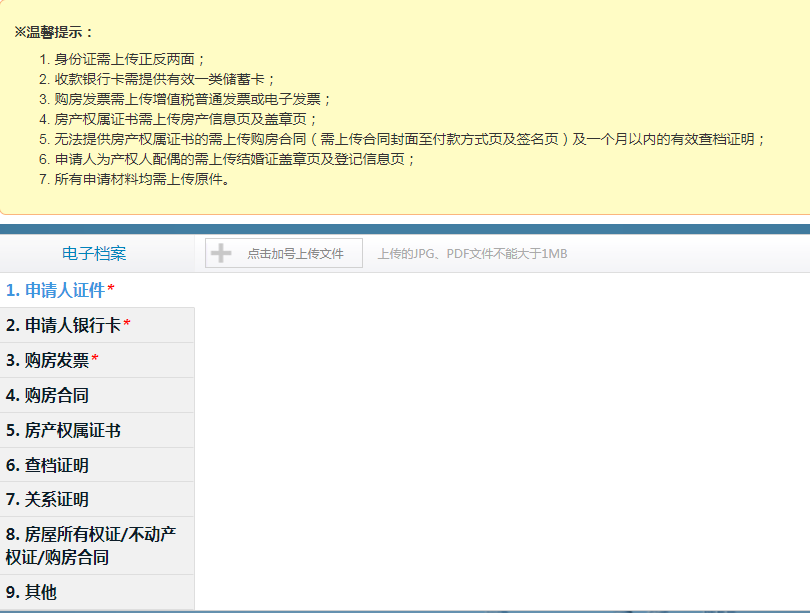 ※温馨提示：
1. 身份证需上传正反两面；
2. 收款银行卡需提供有效一类储蓄卡；
3. 购房发票需上传增值税普通发票或电子发票；
4. 房产权属证书需上传房产信息页及盖章页；
5. 无法提供房产权属证书的需上传购房合同（需上传合同封面至付款方式页及签名页）及一个月以内的有效查档证明；
6. 申请人为产权人配偶的需上传结婚证盖章页及登记信息页；
7. 所有申请材料均需上传原件。
电子档案
点击加号上传文件
上传的JPG、PDF文件不能大于1MB
1. 申请人证件*
2. 申请人银行卡*
3. 购房发票*
4. 购房合同
5. 房产权属证书
6. 查档证明
7. 关系证明
8. 房屋所有权证/不动产
权证/购房合同
9. 其他